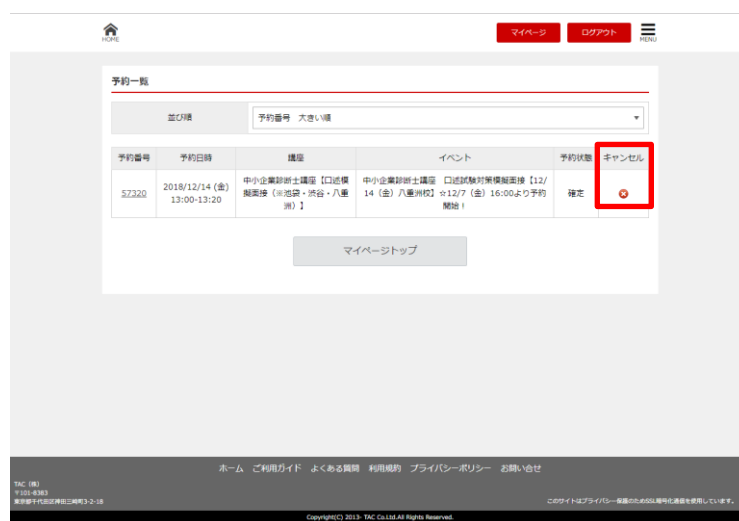 HOME
マイページ
ログアウト
MENU
予約一覧
並び順
予約番号 大きい順
予約番号
予約日時
講座
イベント
予約状態
キャンセル
57320
2018/12/14 (金)
13:00-13:20
中小企業診断士講座【口述模
擬面接（※池袋・渋谷・八重
洲）】
中小企業診断士講座 口述試験対策模擬面接【12/
14（金）八重洲校】☆12/7（金）16:00より予約
開始！
確定
マイページトップ
ホーム ご利用ガイド よくある質問 利用規約 プライバシーポリシー お問い合せ
TAC（株）
〒101-8383
東京都千代田区神田三崎町3-2-18
このサイトはプライバシー保護のためSSL暗号化通信を使用しています。
Copyright(C) 2013- TAC Co.Ltd.All Rights Reserved.